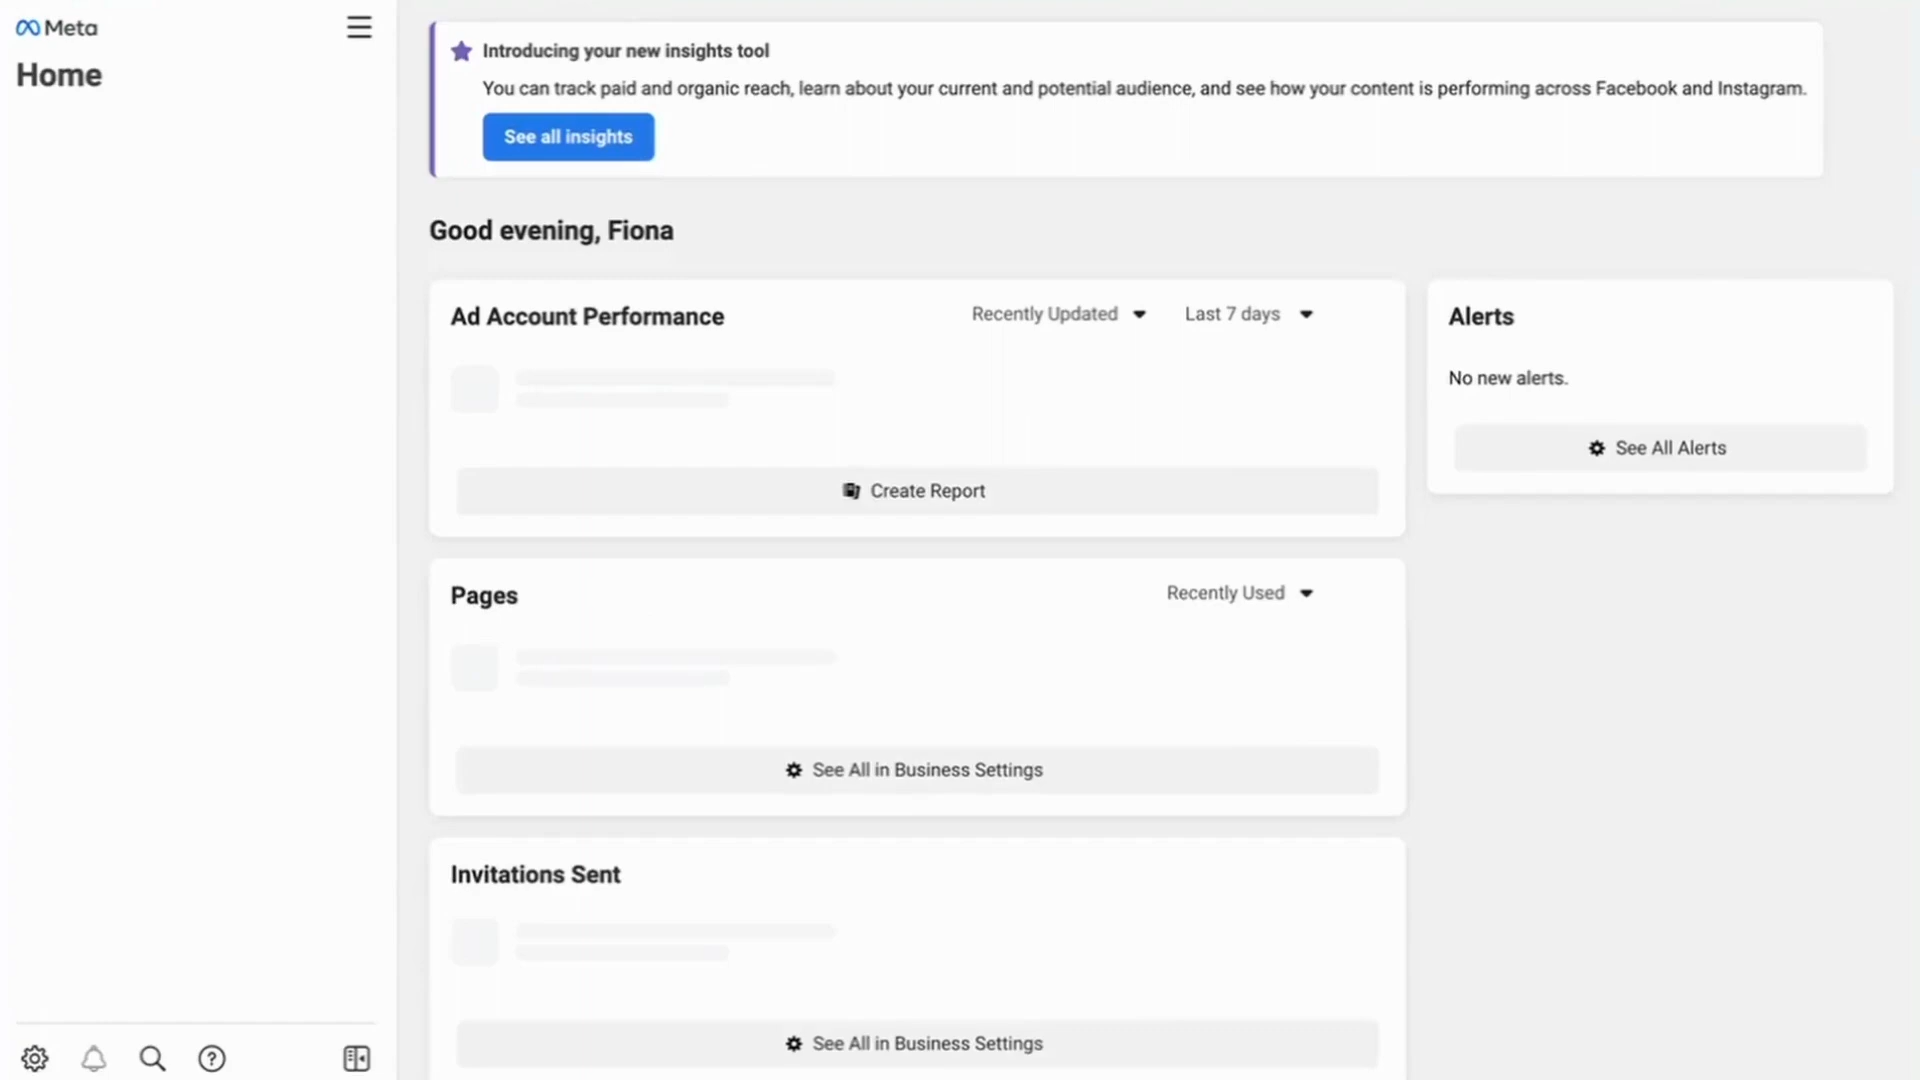 Meta
Home
Introducing your new insights tool
You can track paid and organic reach, learn about your current and potential audience, and see how your content is performing across Facebook and Instagram.
See all insights
Good evening, Fiona
Ad Account Performance
Recently Updated
Last 7 days
Create Report
Alerts
No new alerts.
See All Alerts
Pages
Recently Used
See All in Business Settings
Invitations Sent
See All in Business Settings